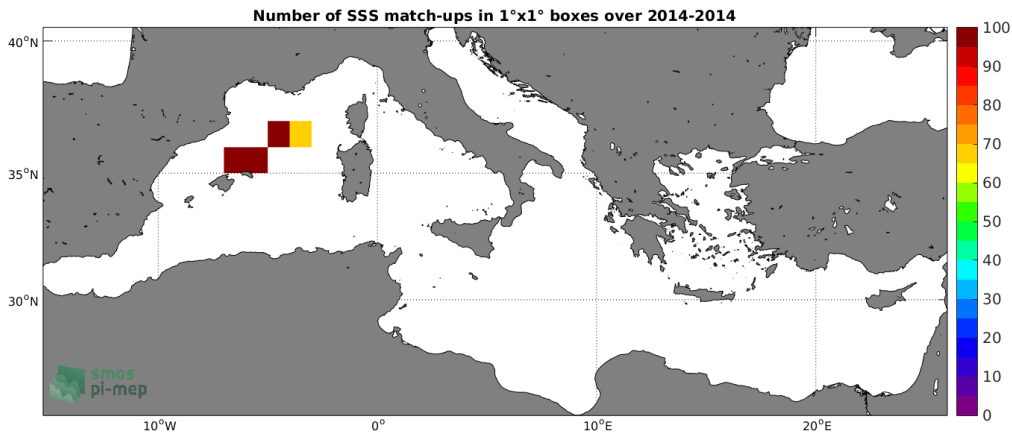 Number of SSS match-ups in 1°x1° boxes over 2014-2014
40°N
35°N
30°N
10°W
0°
10°E
20°E
100
90
80
70
60
50
40
30
20
10
0
smos
pi-mep